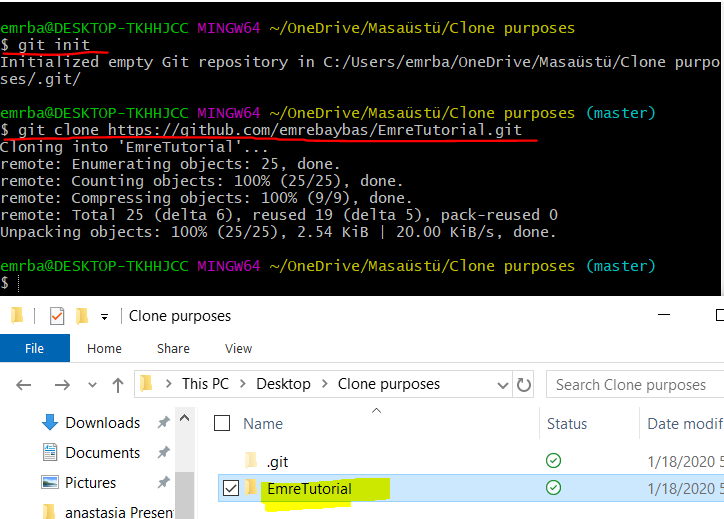 emrba@DESKTOP-TKHHJCC MINGW64 ~/OneDrive/Masaüstü/Clone purposes
$ git init
Initialized empty Git repository in C:/Users/emrba/OneDrive/Masaüstü/Clone purpo
ses/.git/
emrba@DESKTOP-TKHHJCC MINGW64 ~/OneDrive/Masaüstü/Clone purposes (master)
$ git clone https://github.com/emrebaybas/EmreTutorial.git
Cloning into 'EmreTutorial'...
remote: Enumerating objects: 25, done.
remote: Counting objects: 100% (25/25), done.
remote: Compressing objects: 100% (9/9), done.
remote: Total 25 (delta 6), reused 19 (delta 5), pack-reused 0
Unpacking objects: 100% (25/25), 2.54 KiB | 20.00 KiB/s, done.
emrba@DESKTOP-TKHHJCC MINGW64 ~/OneDrive/Masaüstü/Clone purposes (master)
$
Clone purposes
File Home Share View
This PC > Desktop > Clone purposes
Search Clone purposes
Downloads
Documents
Pictures
anastasia Presen
Name Status Date modi
.git 1/18/2020 5
EmreTutorial 1/18/2020 5